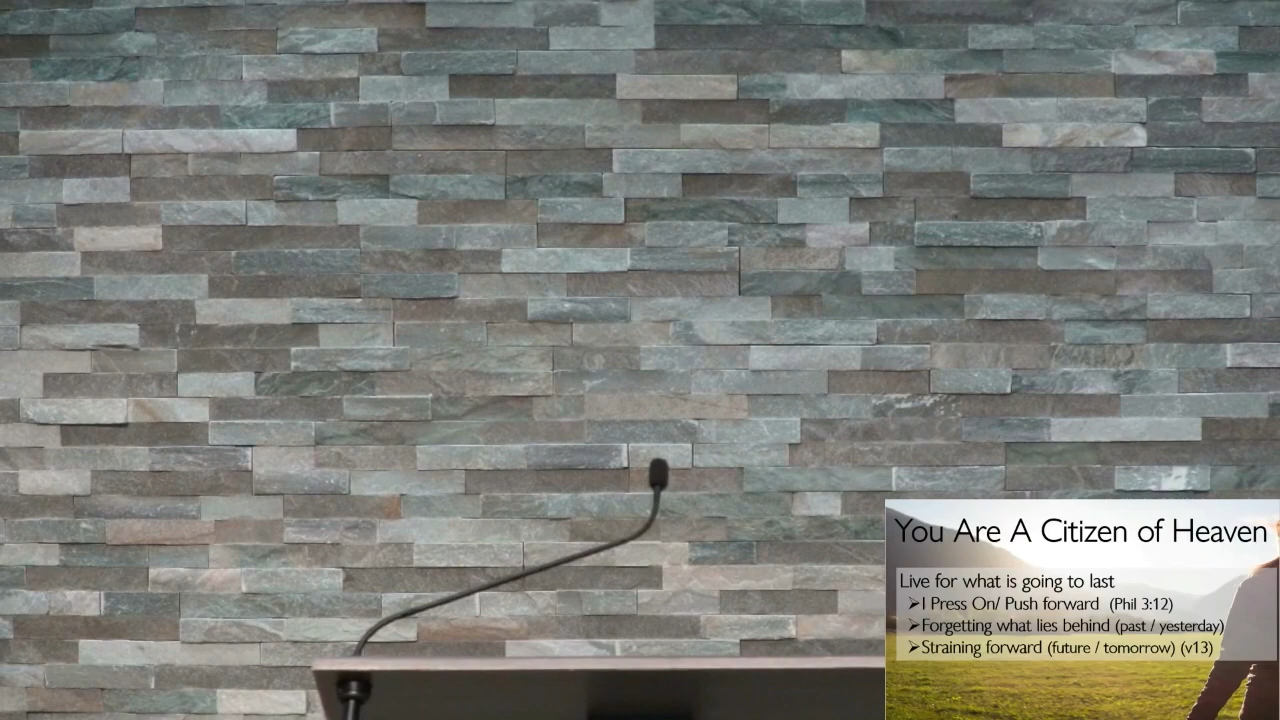 You Are A Citizen of Heaven
Live for what is going to last
➢I Press On/ Push forward (Phil 3:12)
➢Forgetting what lies behind (past / yesterday)
➢Straining forward (future / tomorrow) (v13)